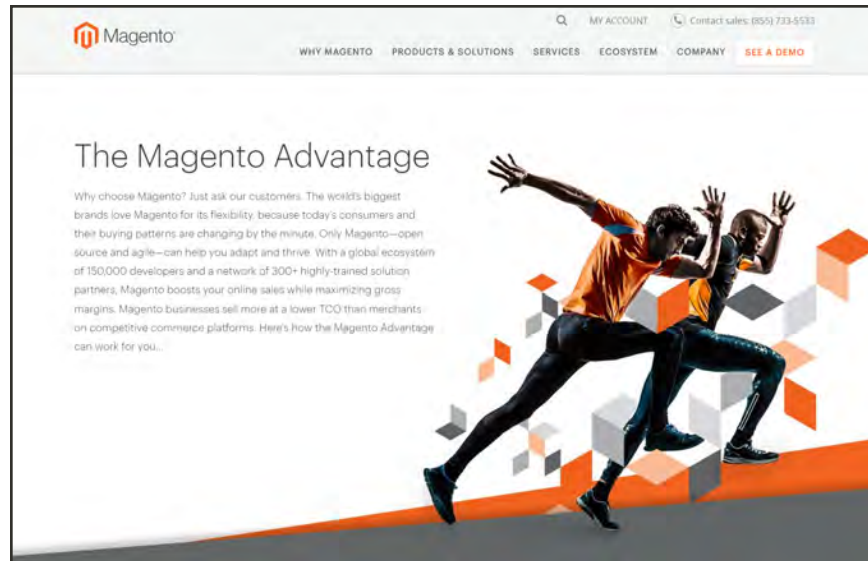 MY ACCOUNT
Contact sales: (855) 733-5533
Magento
WHY MAGENTO PRODUCTS & SOLUTIONS SERVICES ECOSYSTEM COMPANY SEE A DEMO
The Magento Advantage
Why choose Magento? Just ask our customers. The world's biggest
brands love Magento for its flexibility, because today's consumers and
their buying patterns are changing by the minute. Only Magento—open
source and agile—can help you adapt and thrive. With a global ecosystem
of 150,000 developers and a network of 300+ highly-trained solution
partners, Magento boosts your online sales while maximizing gross
margins. Magento businesses sell more at a lower TCO than merchants
on competitive commerce platforms. Here's how the Magento Advantage
can work for you...